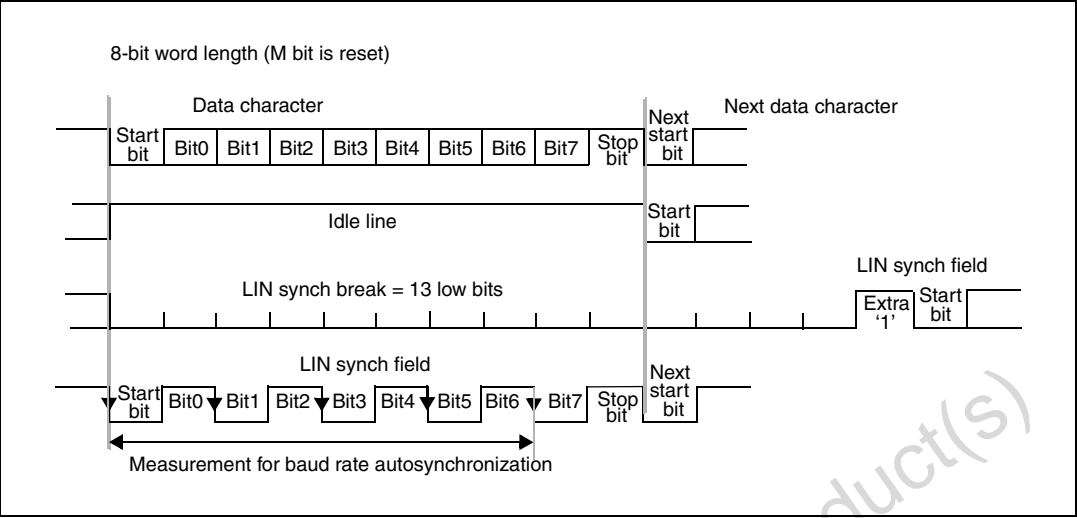 8-bit word length (M bit is reset)
Data character
Next data character
Start bit Bit0 Bit1 Bit2 Bit3 Bit4 Bit5 Bit6 Bit7 Stop bit Next start bit
Idle line
Start bit
LIN synch field
LIN synch break = 13 low bits
Extra ‘1’ Start bit
LIN synch field
Start bit Bit0 Bit1 Bit2 Bit3 Bit4 Bit5 Bit6 Bit7 Stop bit Next start bit
Measurement for baud rate autosynchronization
duct(s)